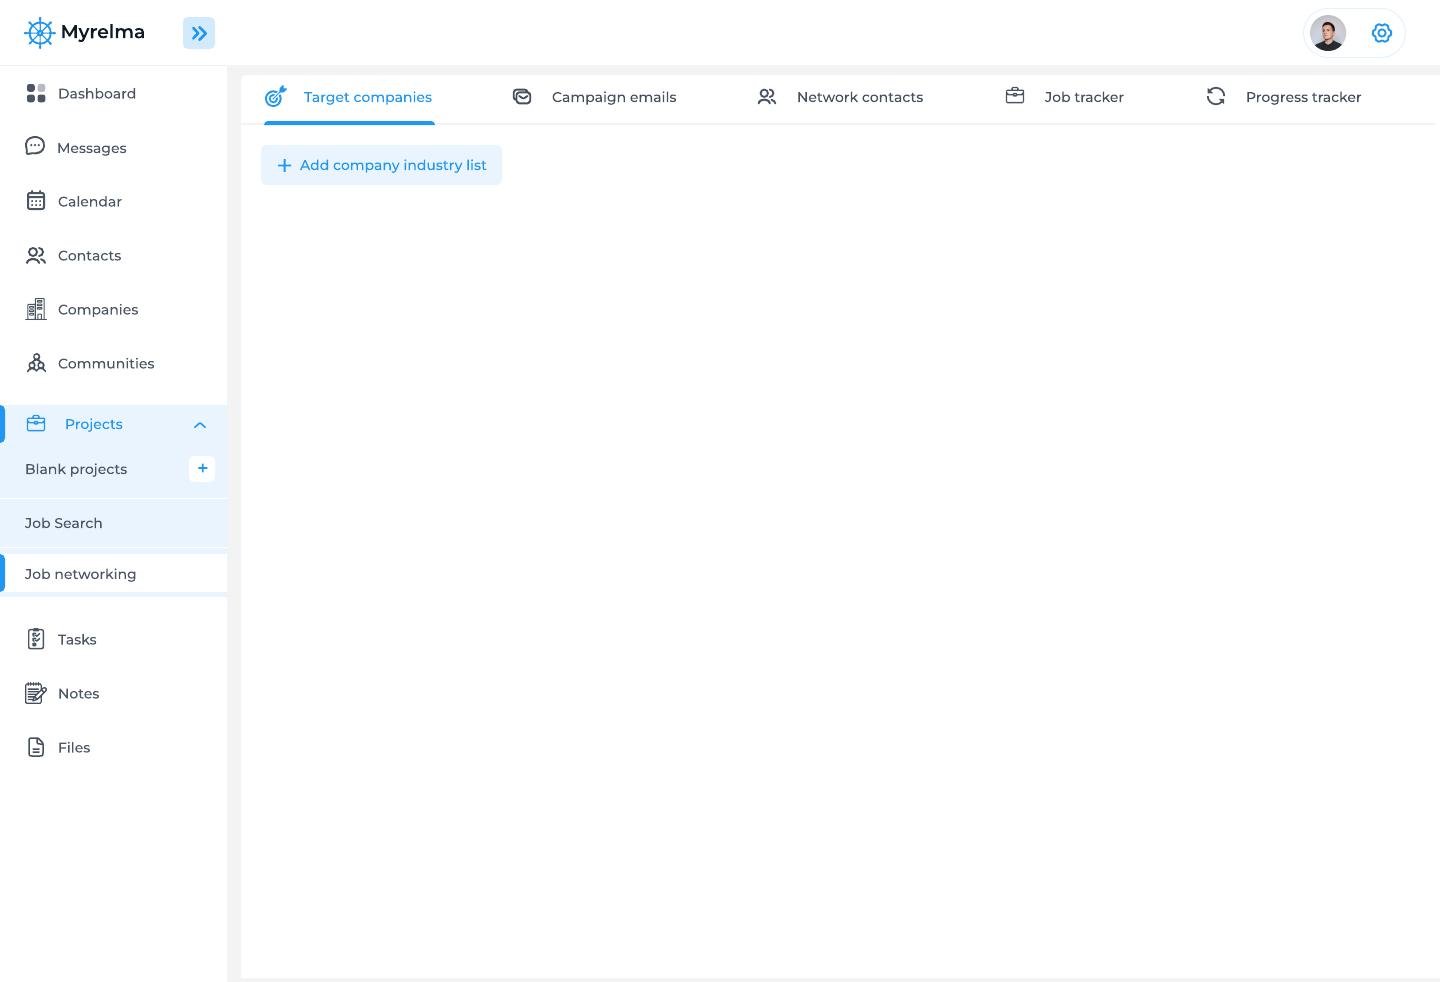 Myrelma
Dashboard
Messages
Calendar
Contacts
Companies
Communities
Projects
Blank projects
+
Job Search
Job networking
Tasks
Notes
Files
Target companies
Campaign emails
Network contacts
Job tracker
Progress tracker
+ Add company industry list